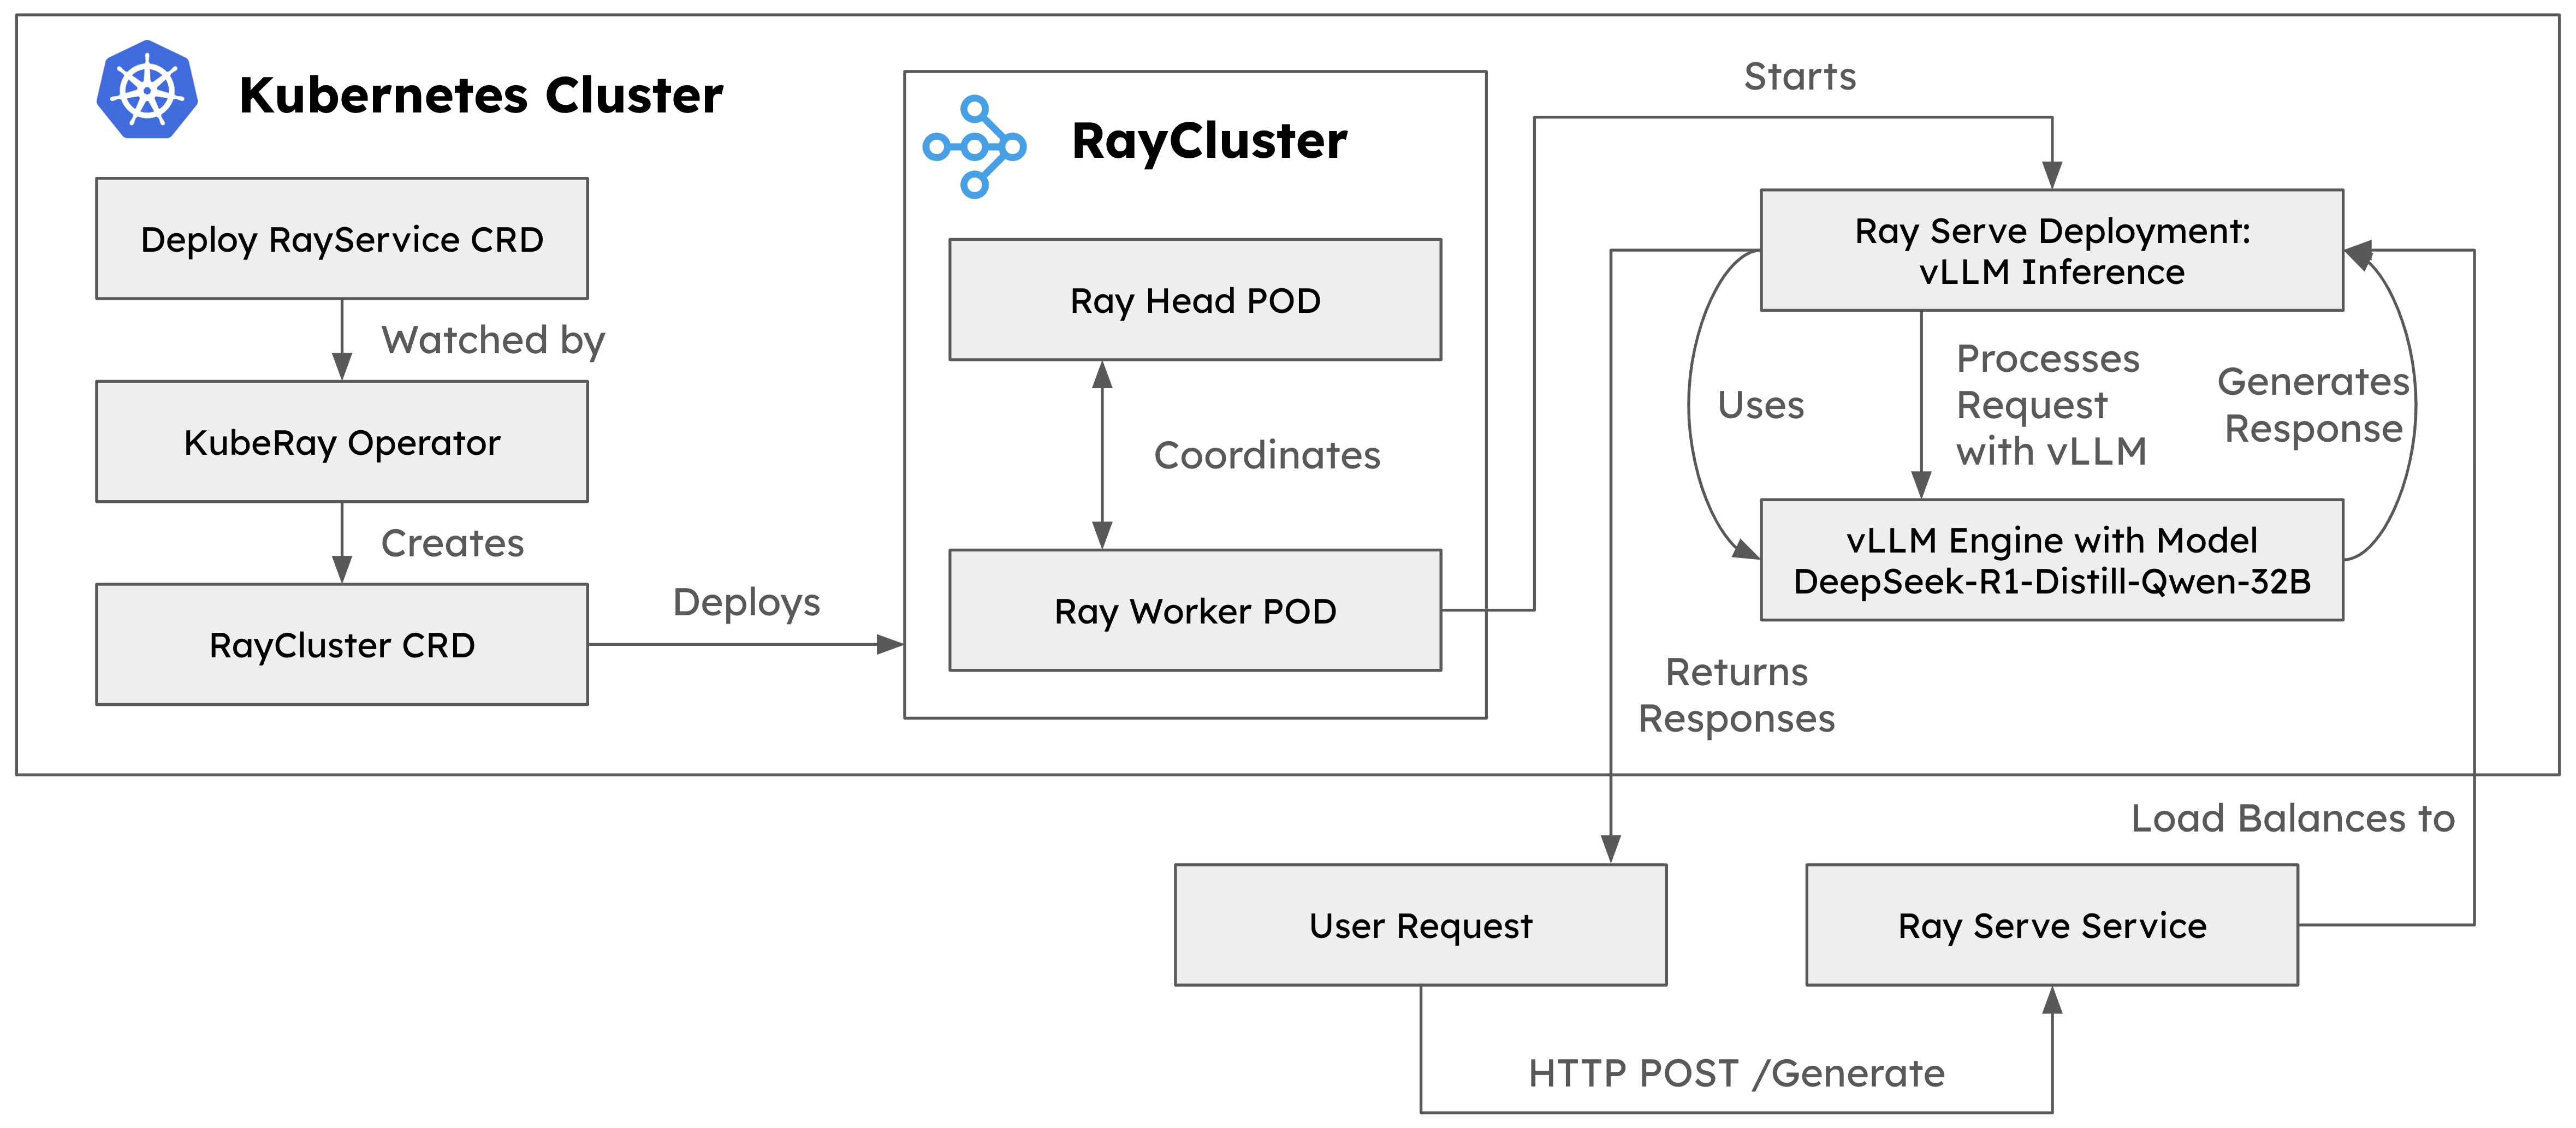 Kubernetes Cluster
Deploy RayService CRD
Watched by
KubeRay Operator
Creates
RayCluster CRD
Deploys
RayCluster
Ray Head POD
Coordinates
Ray Worker POD
Starts
Ray Serve Deployment:
vLLM Inference
Uses
Processes
Request
with vLLM
Generates
Response
vLLM Engine with Model
DeepSeek-R1-Distill-Qwen-32B
Returns
Responses
Load Balances to
User Request
Ray Serve Service
HTTP POST /Generate